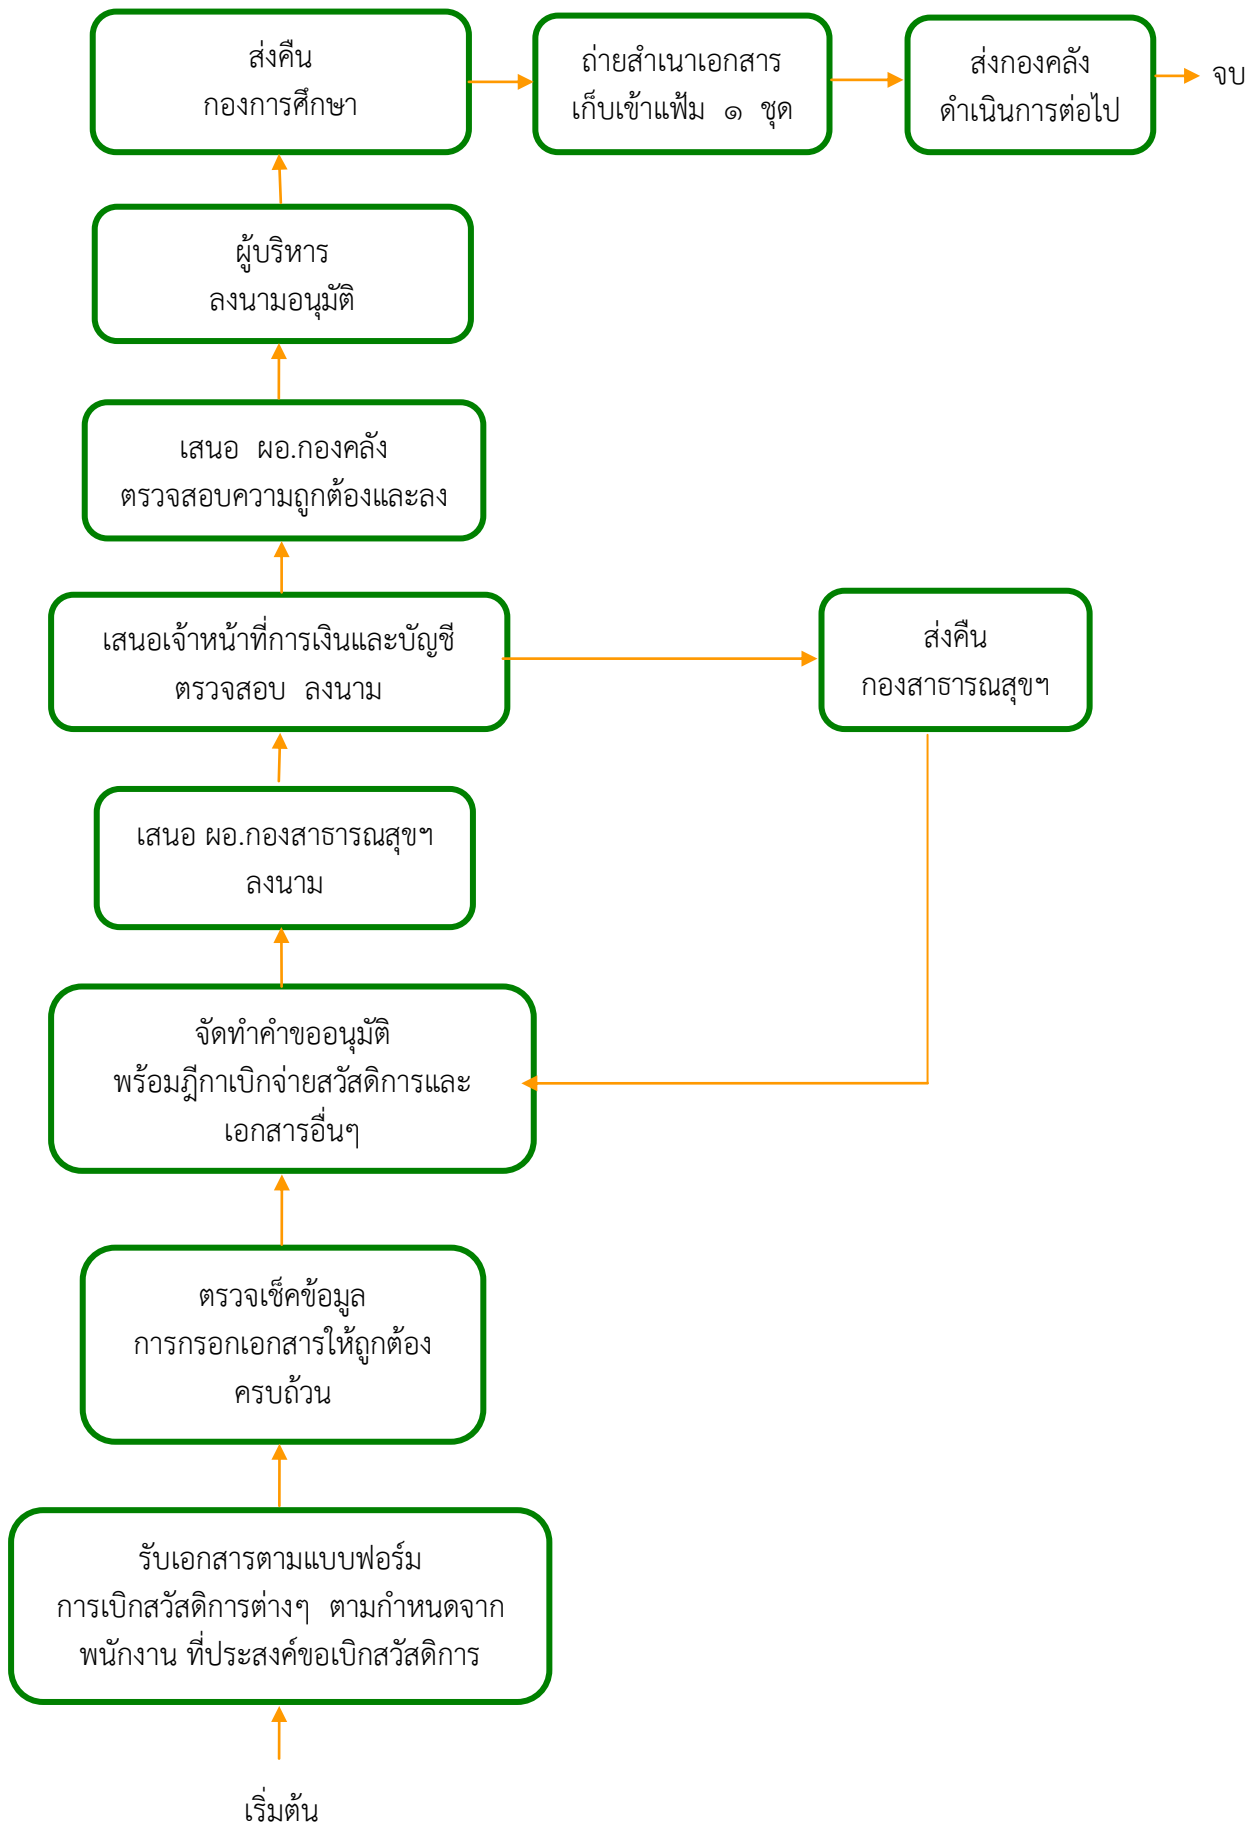 ส่งคืน
กองการศึกษา
ถ่ายสำเนาเอกสาร
เก็บเข้าแฟ้ม ๑ ชุด
ส่งกองคลัง
ดำเนินการต่อไป
จบ
ผู้บริหาร
ลงนามอนุมัติ
เสนอ ผอ.กองคลัง
ตรวจสอบความถูกต้องและลง
เสนอเจ้าหน้าที่การเงินและบัญชี
ตรวจสอบ ลงนาม
ส่งคืน
กองสาธารณสุขฯ
เสนอ ผอ.กองสาธารณสุขฯ
ลงนาม
จัดทำคำขออนุมัติ
พร้อมฎีกาเบิกจ่ายสวัสดิการและ
เอกสารอื่นๆ
ตรวจเช็คข้อมูล
การกรอกเอกสารให้ถูกต้อง
ครบถ้วน
รับเอกสารตามแบบฟอร์ม
การเบิกสวัสดิการต่างๆ ตามกำหนดจาก
พนักงาน ที่ประสงค์ขอเบิกสวัสดิการ
เริ่มต้น